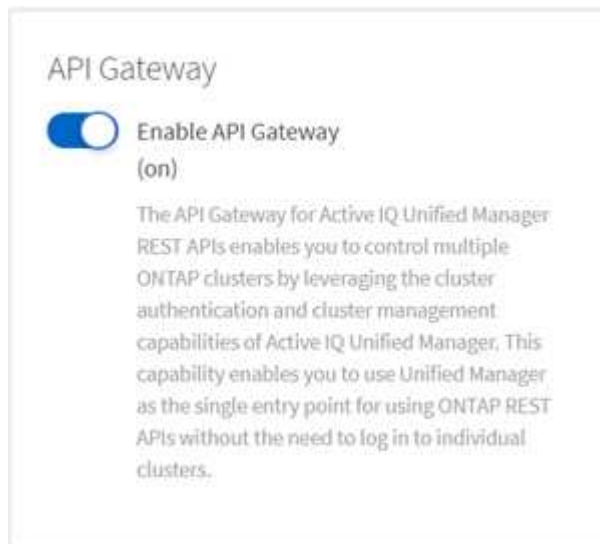 API Gateway
Enable API Gateway
(on)
The API Gateway for Active IQ Unified Manager
REST APIs enables you to control multiple
ONTAP clusters by leveraging the cluster
authentication and cluster management
capabilities of Active IQ Unified Manager. This
capability enables you to use Unified Manager
as the single entry point for using ONTAP REST
APIs without the need to log in to individual
clusters.